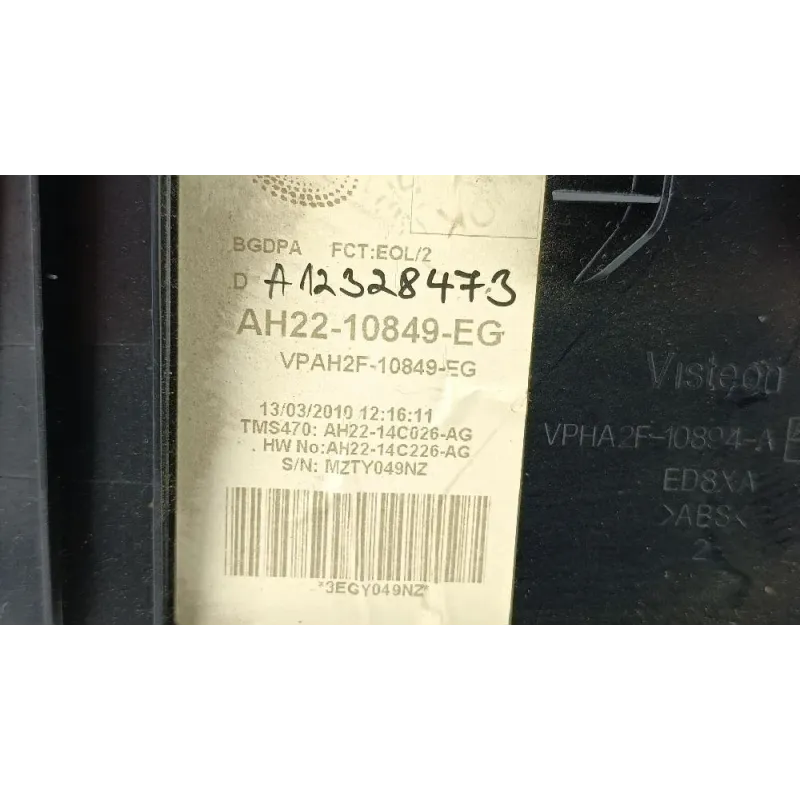 BGDPA FCT:EOL/2
D A12328473
AH22-10849-EG
VPAH2F-10849-EG
13/03/2010 12:16:11
TMS470: AH22-14C026-AG
HW No:AH22-14C226-AG
S/N: MZTY049NZ
*3EGY049NZ*
Visteon
VPHA2F-10894-A
ED8XA
>ABS<
2